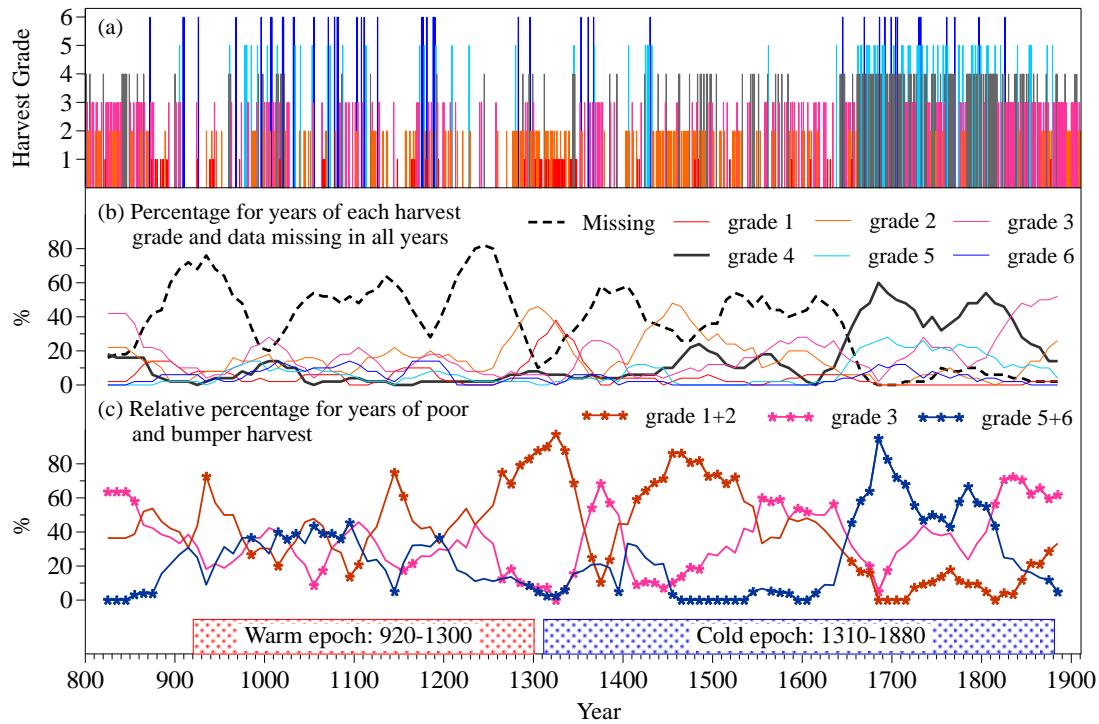 (a)
Harvest Grade
6
5
4
3
2
1
(b) Percentage for years of each harvest
grade and data missing in all years
Missing
grade 1
grade 2
grade 3
grade 4
grade 5
grade 6
%
80
60
40
20
0
(c) Relative percentage for years of poor
and bumper harvest
grade 1+2
grade 3
grade 5+6
%
80
60
40
20
0
Warm epoch: 920-1300
Cold epoch: 1310-1880
800 900 1000 1100 1200 1300 1400 1500 1600 1700 1800 1900
Year